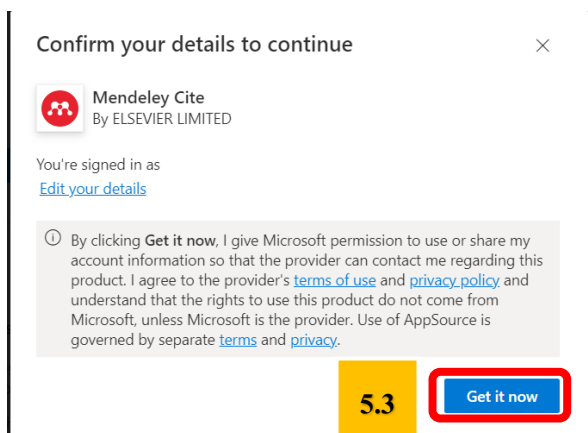 Confirm your details to continue
Mendeley Cite
By ELSEVIER LIMITED
You're signed in as
Edit your details
By clicking Get it now, I give Microsoft permission to use or share my
account information so that the provider can contact me regarding this
product. I agree to the provider's terms of use and privacy policy and
understand that the rights to use this product do not come from
Microsoft, unless Microsoft is the provider. Use of AppSource is
governed by separate terms and privacy.
5.3
Get it now